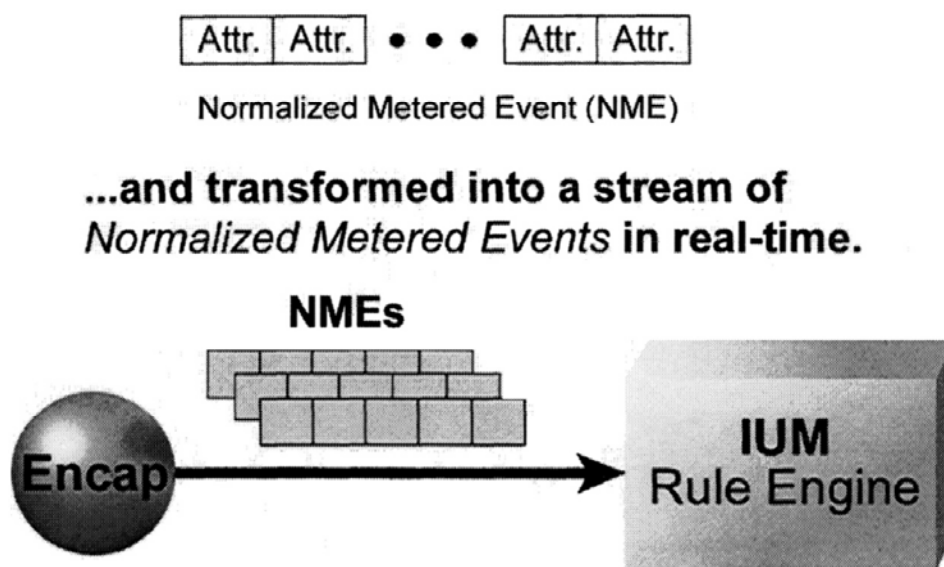 Attr. Attr. • • • Attr. Attr.
Normalized Metered Event (NME)
...and transformed into a stream of
Normalized Metered Events in real-time.
NMEs
Encap
IUM
Rule Engine